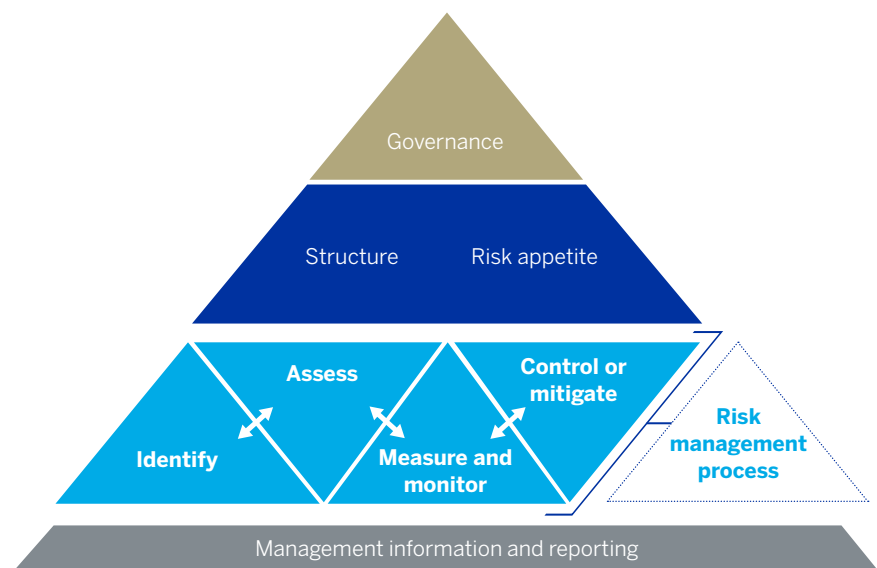 Governance
Structure
Risk appetite
Assess
Control or
mitigate
Identify
Measure and
monitor
Risk
management
process
Management information and reporting